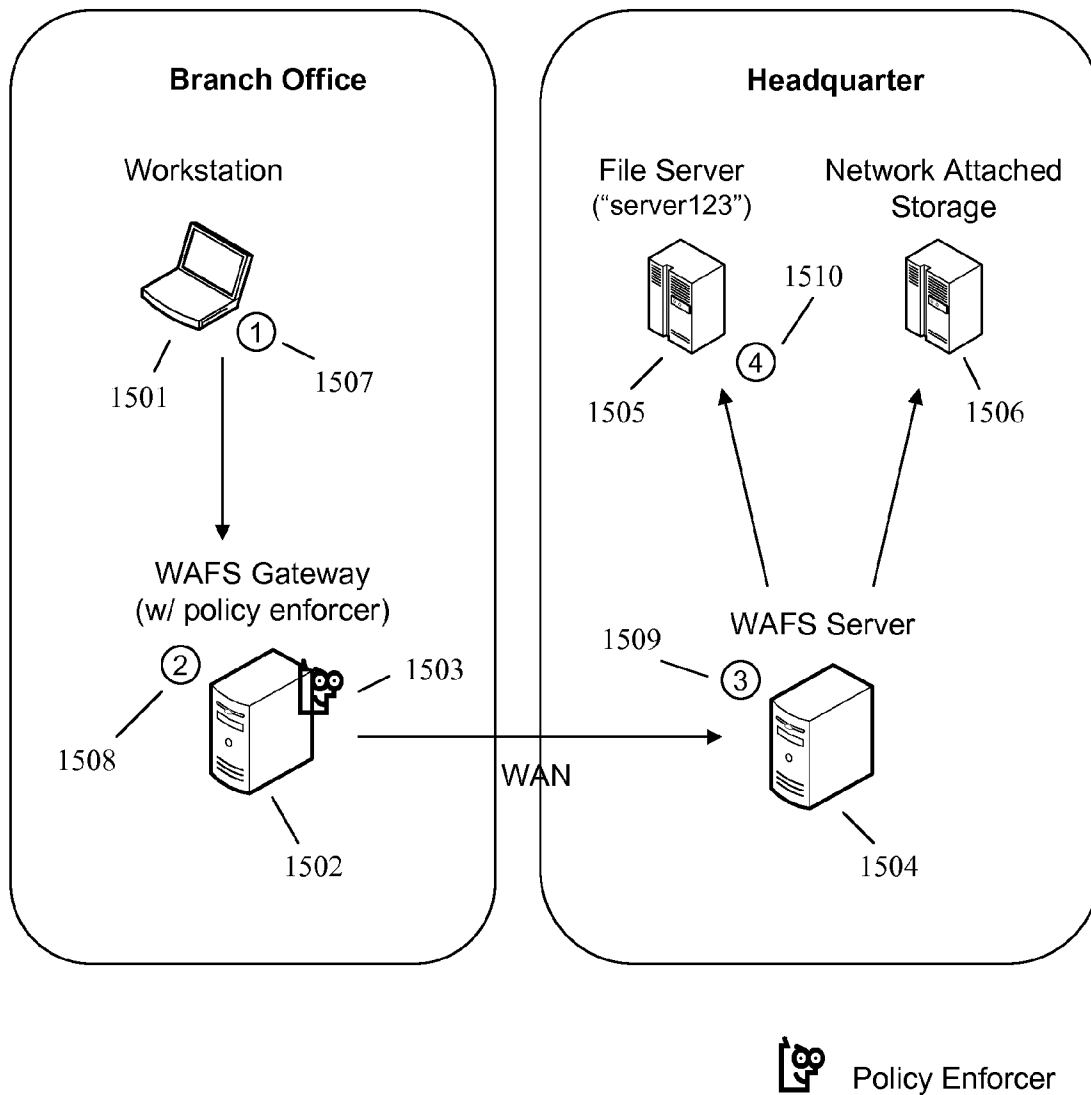 Branch Office
Headquarter
Workstation
File Server
(“server123”)
Network Attached
Storage
1
1507
1501
1510
4
1505
1506
WAFS Gateway
(w/ policy enforcer)
2
1503
1508
1502
WAN
WAFS Server
1509
3
1504
Policy Enforcer